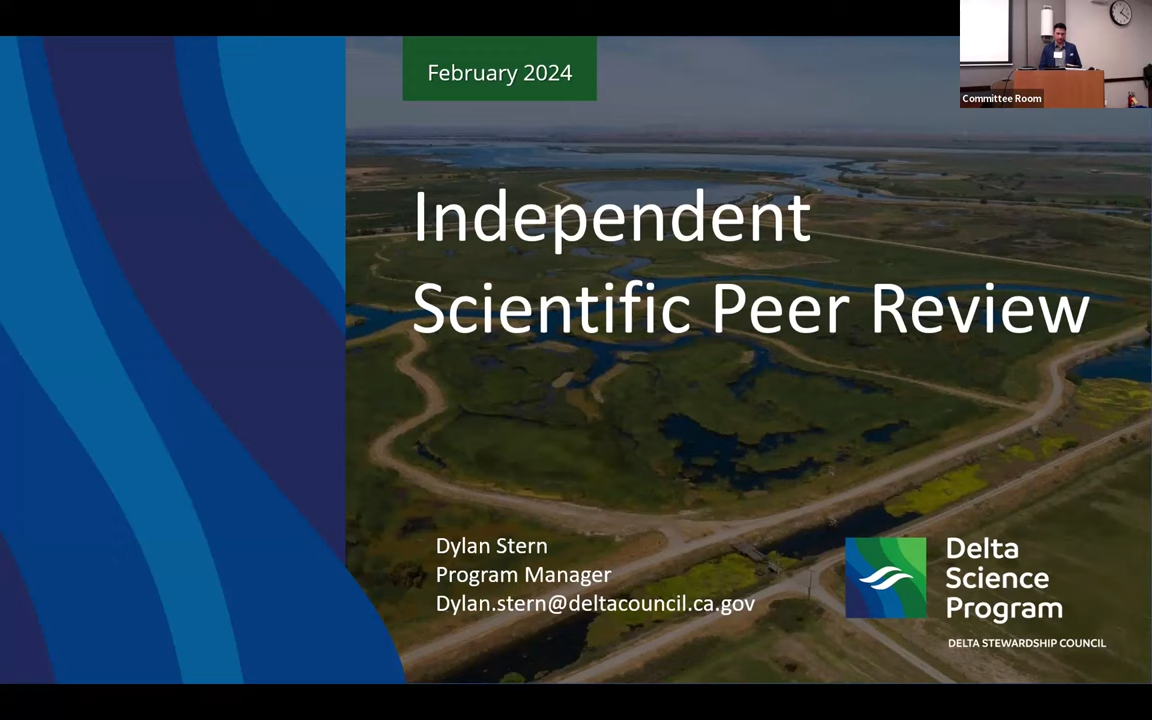 February 2024
Committee Room
Independent
Scientific Peer Review
Dylan Stern
Program Manager
Dylan.stern@deltacouncil.ca.gov
Delta
Science
Program
DELTA STEWARDSHIP COUNCIL